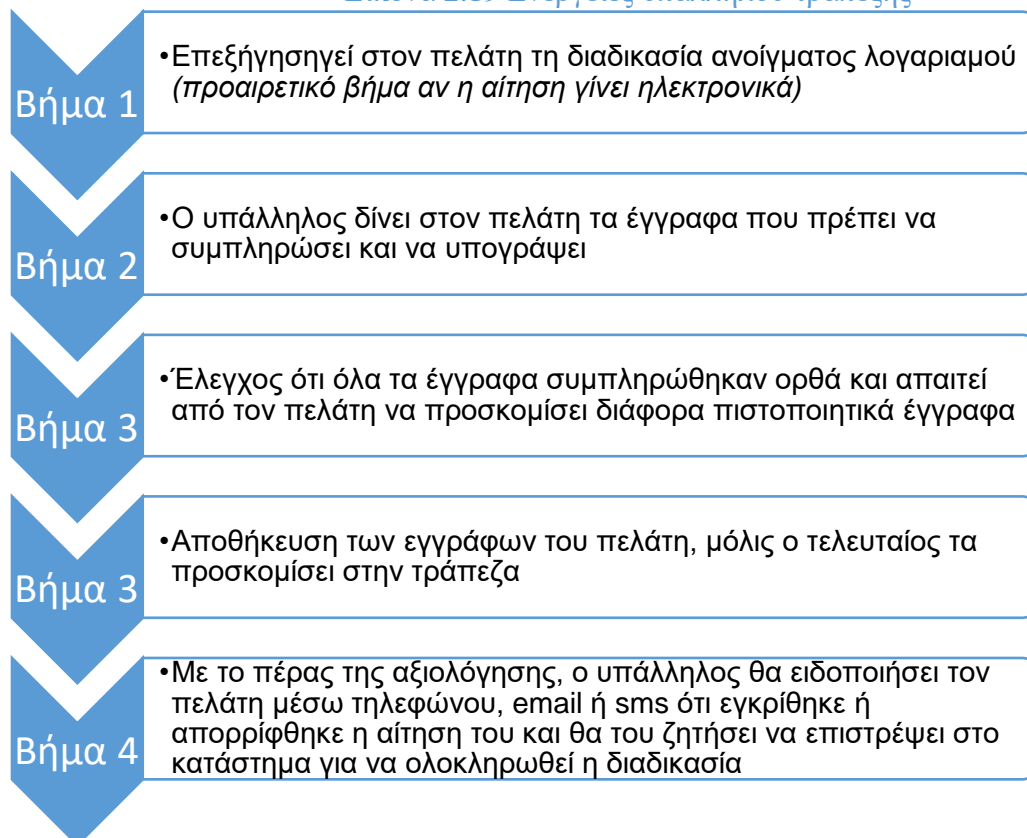 Βήμα 1
•Επεξήγησηγεί στον πελάτη τη διαδικασία ανοίγματος λογαριασμού
(προαιρετικό βήμα αν η αίτηση γίνει ηλεκτρονικά)
Βήμα 2
•Ο υπάλληλος δίνει στον πελάτη τα έγγραφα που πρέπει να
συμπληρώσει και να υπογράψει
Βήμα 3
•Έλεγχος ότι όλα τα έγγραφα συμπληρώθηκαν ορθά και απαιτεί
από τον πελάτη να προσκομίσει διάφορα πιστοποιητικά έγγραφα
Βήμα 3
•Αποθήκευση των εγγράφων του πελάτη, μόλις ο τελευταίος τα
προσκομίσει στην τράπεζα
Βήμα 4
•Με το πέρας της αξιολόγησης, ο υπάλληλος θα ειδοποιήσει τον
πελάτη μέσω τηλεφώνου, email ή sms ότι εγκρίθηκε ή
απορρίφθηκε η αίτηση του και θα του ζητήσει να επιστρέψει στο
κατάστημα για να ολοκληρωθεί η διαδικασία